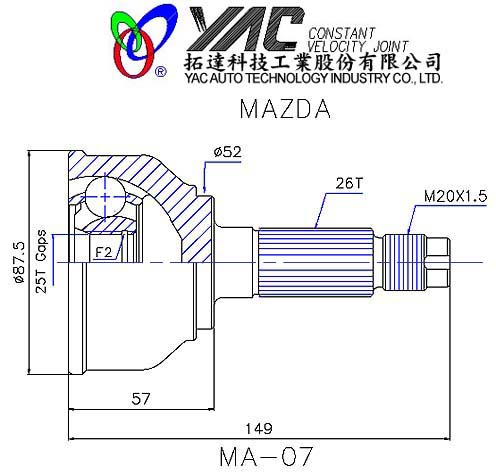 YAC CONSTANT
VELOCITY JOINT
拓達科技工業股份有限公司
®
YAC AUTO TECHNOLOGY INDUSTRY CO., LTD.
MAZDA
ø52
26T
M20X1.5
ø87.5
25T Gaps
F2
57
149
MA-07